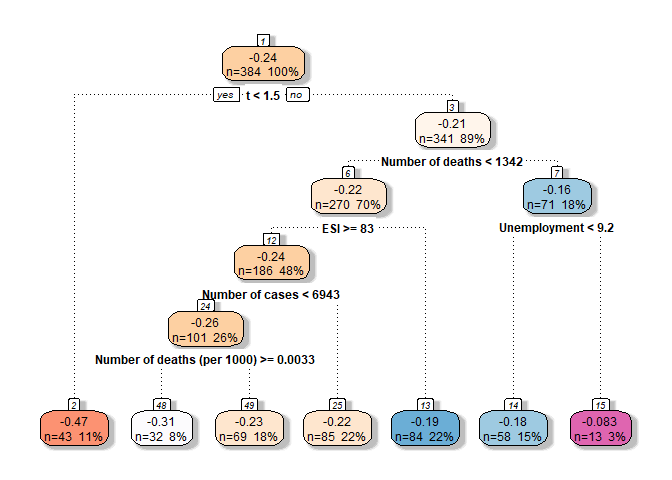 1
-0.24
n=384 100%
yes t < 1.5 no
3
-0.21
n=341 89%
Number of deaths < 1342
6
-0.22
n=270 70%
7
-0.16
n=71 18%
ESI >= 83
Unemployment < 9.2
12
-0.24
n=186 48%
Number of cases < 6943
24
-0.26
n=101 26%
Number of deaths (per 1000) >= 0.0033
2
-0.47
n=43 11%
48
-0.31
n=32 8%
49
-0.23
n=69 18%
25
-0.22
n=85 22%
13
-0.19
n=84 22%
14
-0.18
n=58 15%
15
-0.083
n=13 3%